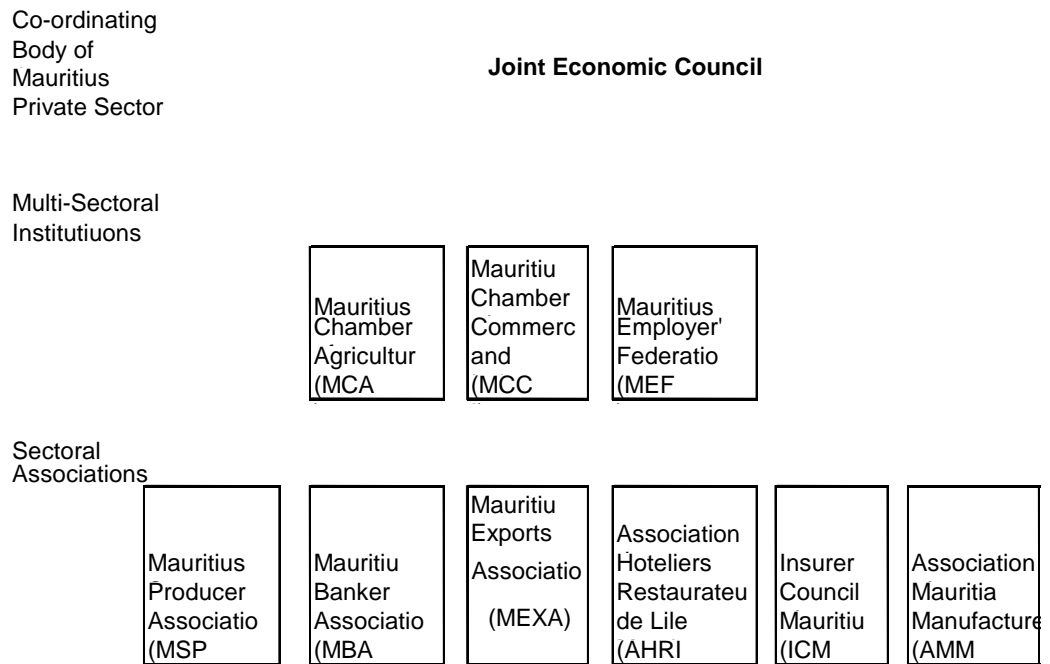 Co-ordinating
Body of
Mauritius
Private Sector
Joint Economic Council
Multi-Sectoral
Institutiuons
Mauritius
Chamber
Agricultur
(MCA
Mauritiu
Chamber
Commerc
and
(MCC
Mauritius
Employer'
Federatio
(MEF
Sectoral
Associations
Mauritius
Producer
Associatio
(MSP
Mauritiu
Banker
Associatio
(MBA
Mauritiu
Exports
Associatio
(MEXA)
Association
Hoteliers
Restaurateu
de Lile
(AHRI
Insurer
Council
Mauritiu
(ICM
Association
Mauritia
Manufacture
(AMM